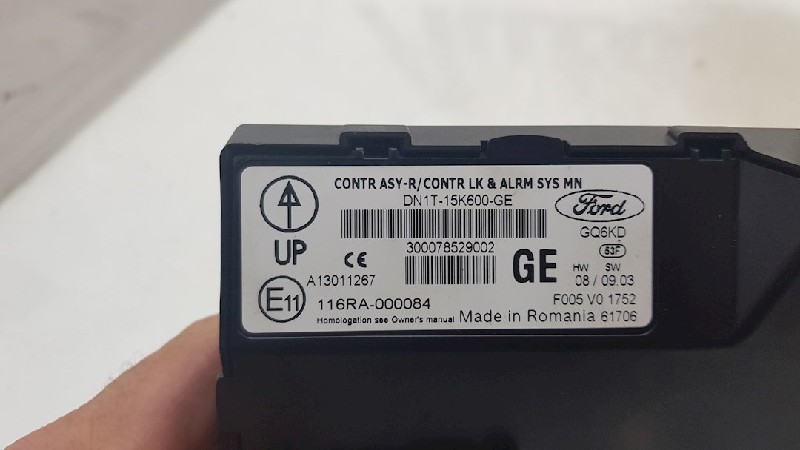 CONTR ASY-R/CONTR LK & ALRM SYS MN
DN1T-15K600-GE
Ford
UP
300078529002
GQ6KD
53F
CE
GE
HW SW
A13011267
08 / 09.03
E11
116RA-000084
F005 V0 1752
Homologation see Owner's manual Made in Romania 61706